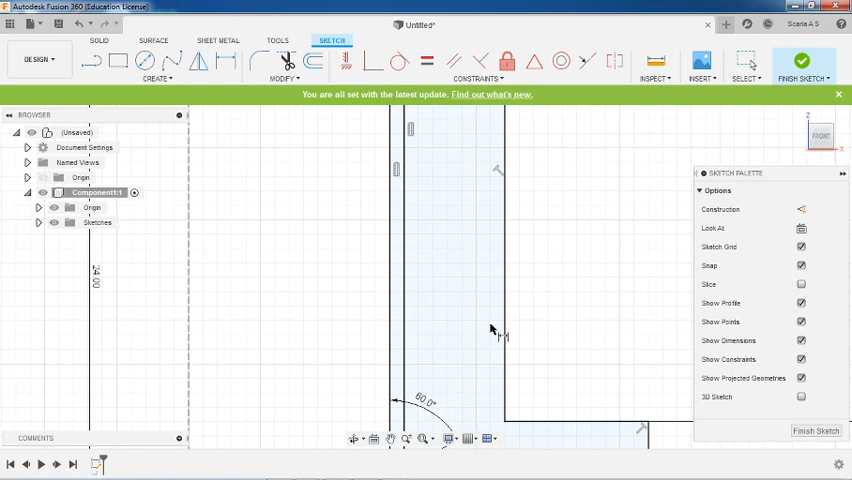 Autodesk Fusion 360 (Education License)
Untitled*
Scaria A S
DESIGN
SOLID
SURFACE
SHEET METAL
TOOLS
SKETCH
CREATE
MODIFY
CONSTRAINTS
INSPECT
INSERT
SELECT
FINISH SKETCH
You are all set with the latest update. Find out what's new.
BROWSER
(Unsaved)
Document Settings
Named Views
Origin
Component1:1
Origin
Sketches
24.00
60.0°
Z
FRONT
X
SKETCH PALETTE
Options
Construction
Look At
Sketch Grid
Snap
Slice
Show Profile
Show Points
Show Dimensions
Show Constraints
Show Projected Geometries
3D Sketch
Finish Sketch
COMMENTS